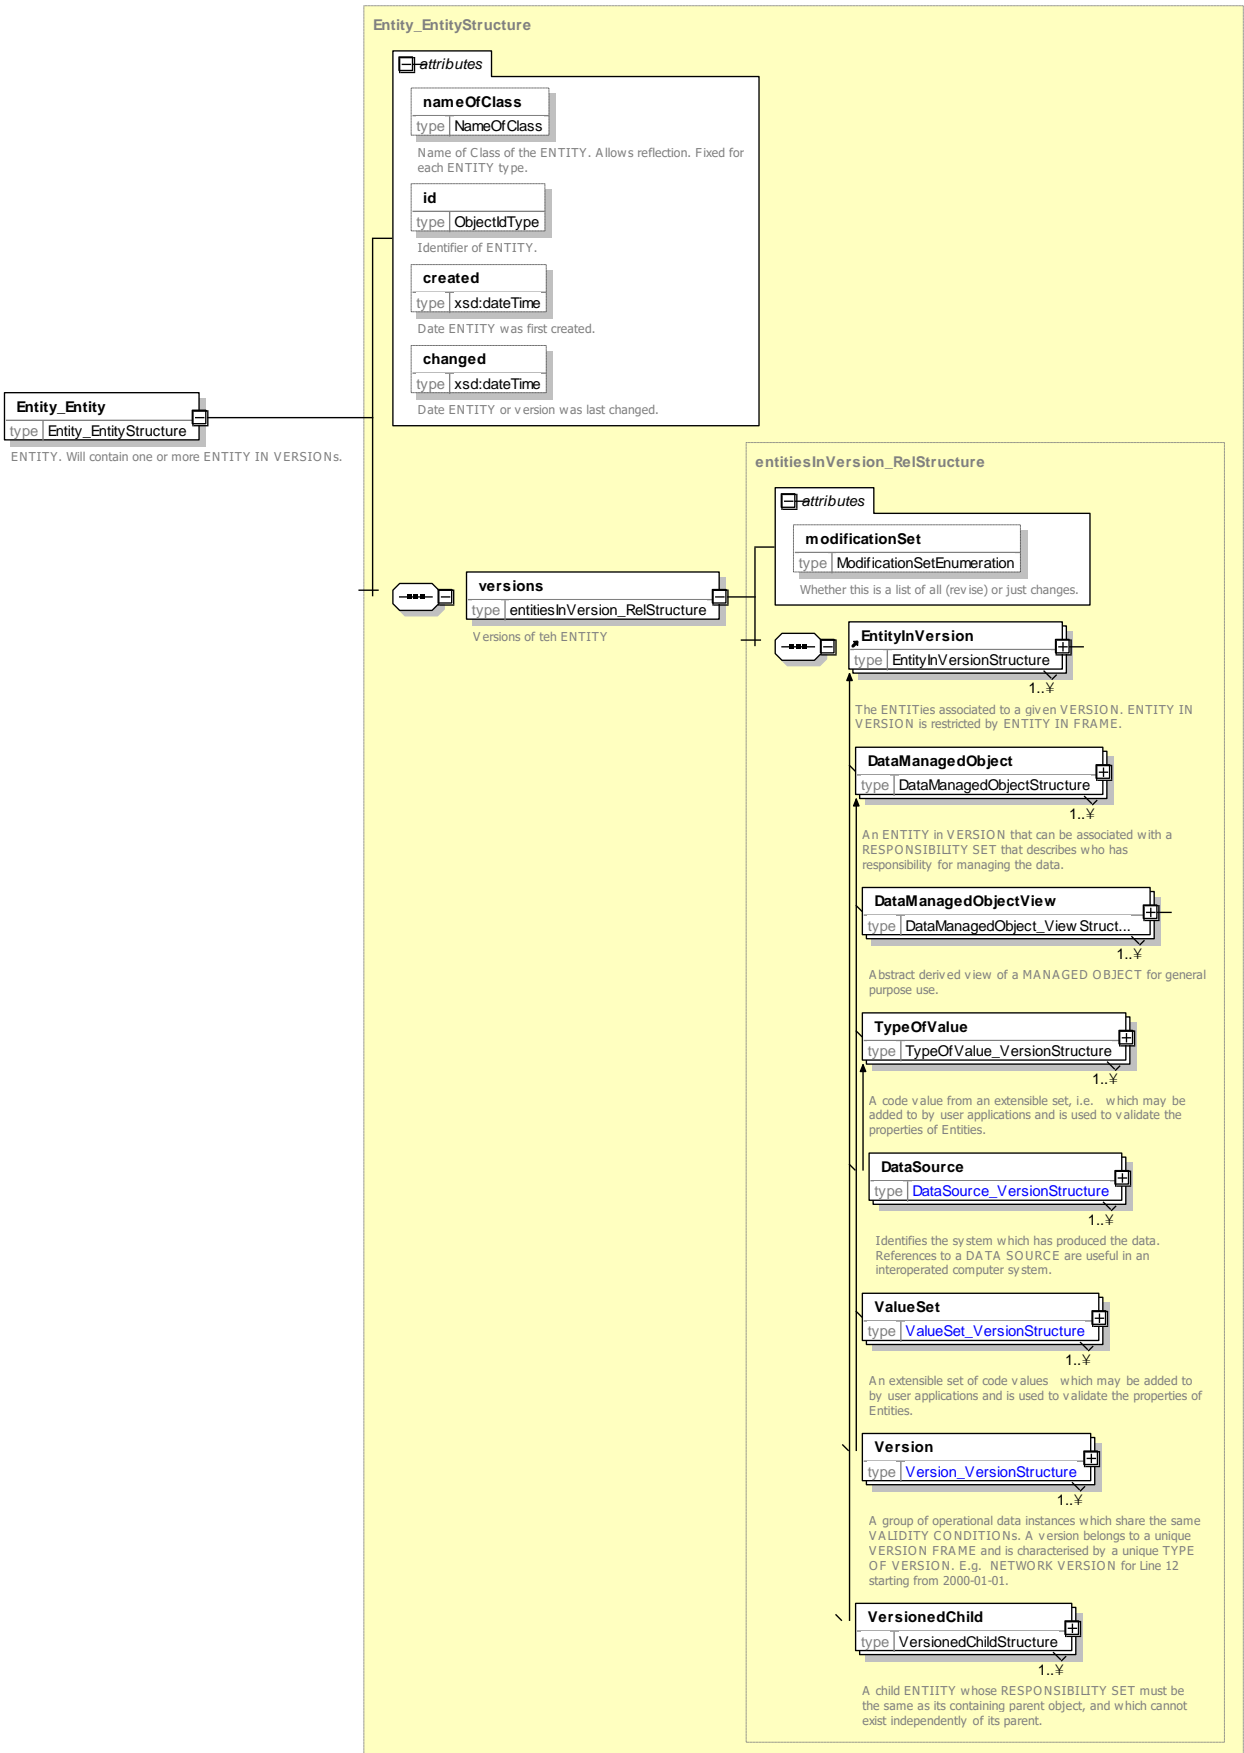 Entity_EntityStructure
attributes
nameOfClass
type NameOfClass
Name of Class of the ENTITY. Allows reflection. Fixed for
each ENTITY type.
id
type ObjectIdType
Identifier of ENTITY.
created
type xsd:dateTime
Date ENTITY was first created.
changed
type xsd:dateTime
Date ENTITY or version was last changed.
Entity_Entity
type Entity_EntityStructure
ENTITY. Will contain one or more ENTITY IN VERSIONs.
entitiesInVersion_RelStructure
attributes
modificationSet
type ModificationSetEnumeration
Whether this is a list of all (revise) or just changes.
versions
type entitiesInVersion_RelStructure
Versions of teh ENTITY
EntityInVersion
type EntityInVersionStructure
1..¥
The ENTITies associated to a given VERSION. ENTITY IN
VERSION is restricted by ENTITY IN FRAME.
DataManagedObject
type DataManagedObjectStructure
1..¥
An ENTITY in VERSION that can be associated with a
RESPONSIBILITY SET that describes who has
responsibility for managing the data.
DataManagedObjectView
type DataManagedObject_View Struct...
1..¥
Abstract derived view of a MANAGED OBJECT for general
purpose use.
TypeOfValue
type TypeOfValue_VersionStructure
1..¥
A code value from an extensible set, i.e. which may be
added to by user applications and is used to validate the
properties of Entities.
DataSource
type DataSource_VersionStructure
1..¥
Identifies the system which has produced the data.
References to a DATA SOURCE are useful in an
interoperated computer system.
ValueSet
type ValueSet_VersionStructure
1..¥
An extensible set of code values which may be added to
by user applications and is used to validate the properties of
Entities.
Version
type Version_VersionStructure
1..¥
A group of operational data instances which share the same
VALIDITY CONDITIONs. A version belongs to a unique
VERSION FRAME and is characterised by a unique TYPE
OF VERSION. E.g. NETWORK VERSION for Line 12
starting from 2000-01-01.
VersionedChild
type VersionedChildStructure
1..¥
A child ENTIITY whose RESPONSIBILITY SET must be
the same as its containing parent object, and which cannot
exist independently of its parent.